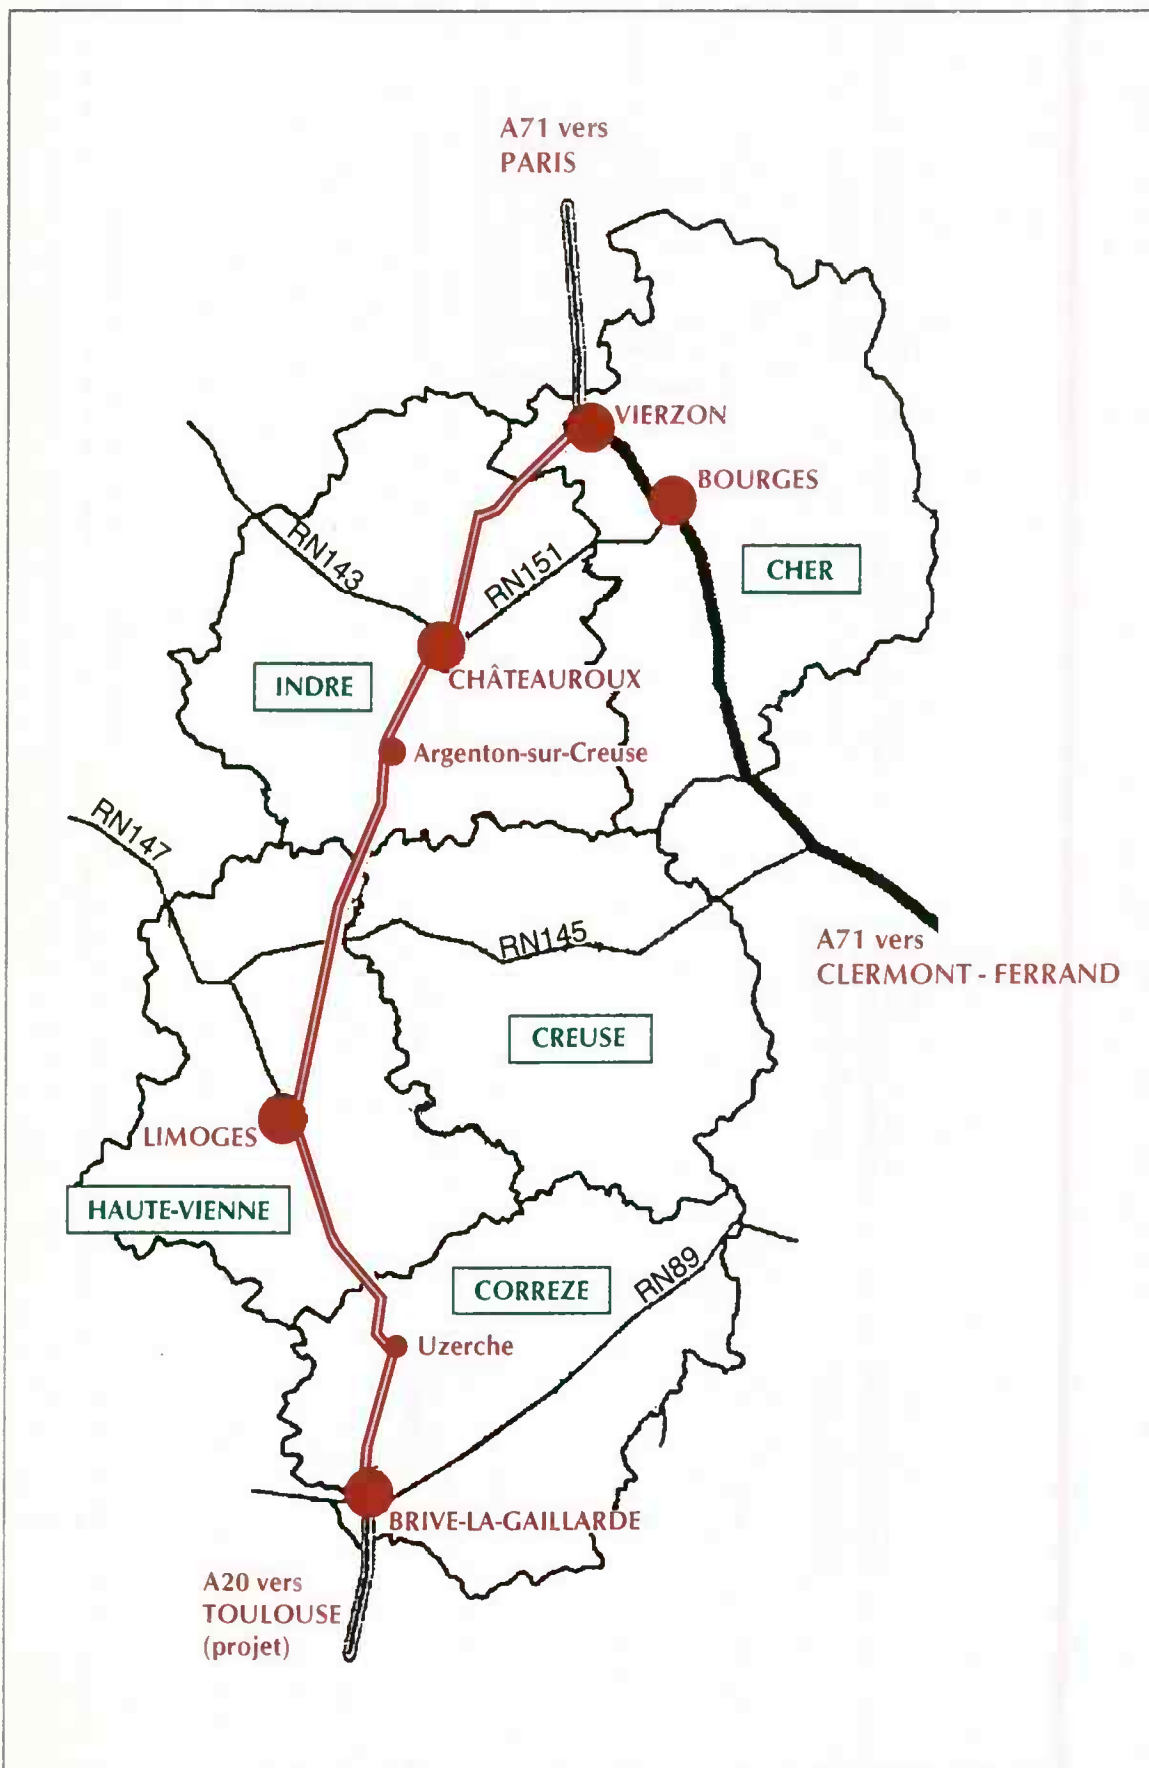 A71 vers
PARIS
VIERZON
BOURGES
RN143
RN151
CHER
INDRE
CHÂTEAUROUX
Argenton-sur-Creuse
RN147
RN145
A71 vers
CLERMONT - FERRAND
CREUSE
LIMOGES
HAUTE-VIENNE
RN89
CORREZE
Uzerche
BRIVE-LA-GAILLARDE
A20 vers
TOULOUSE
(projet)